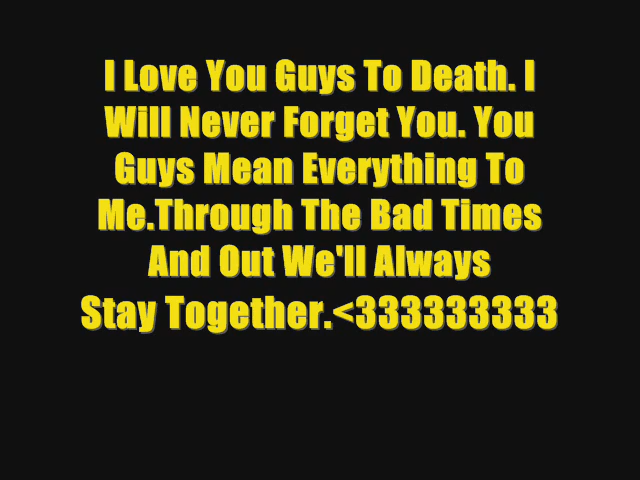 I Love You Guys To Death. I
Will Never Forget You. You
Guys Mean Everything To
Me.Through The Bad Times
And Out We'll Always
Stay Together.<333333333